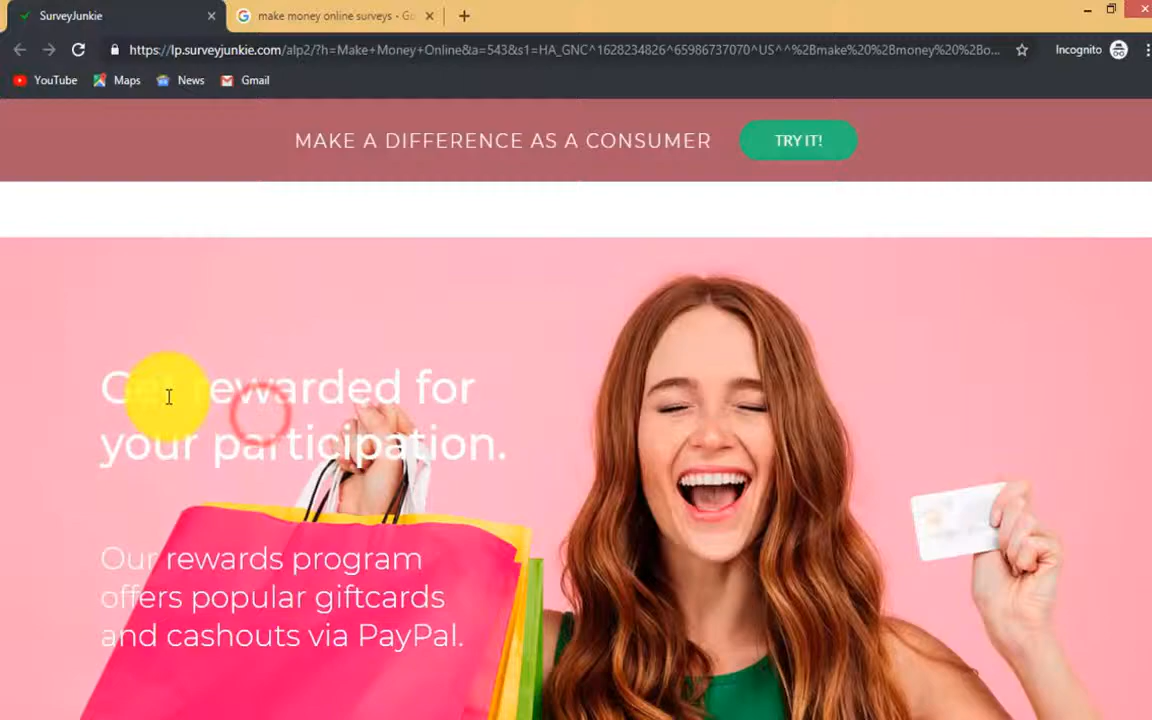 SurveyJunkie
make money online surveys - Go
https://lp.surveyjunkie.com/alp2/?h=Make+Money+Online&a=543&s1=HA_GNC^1628234826^65986737070^US^^%2Bmake%20%2Bmoney%20%2Bo...
Incognito
YouTube Maps News Gmail
MAKE A DIFFERENCE AS A CONSUMER TRY IT!
Get rewarded for
your participation.
Our rewards program
offers popular giftcards
and cashouts via PayPal.